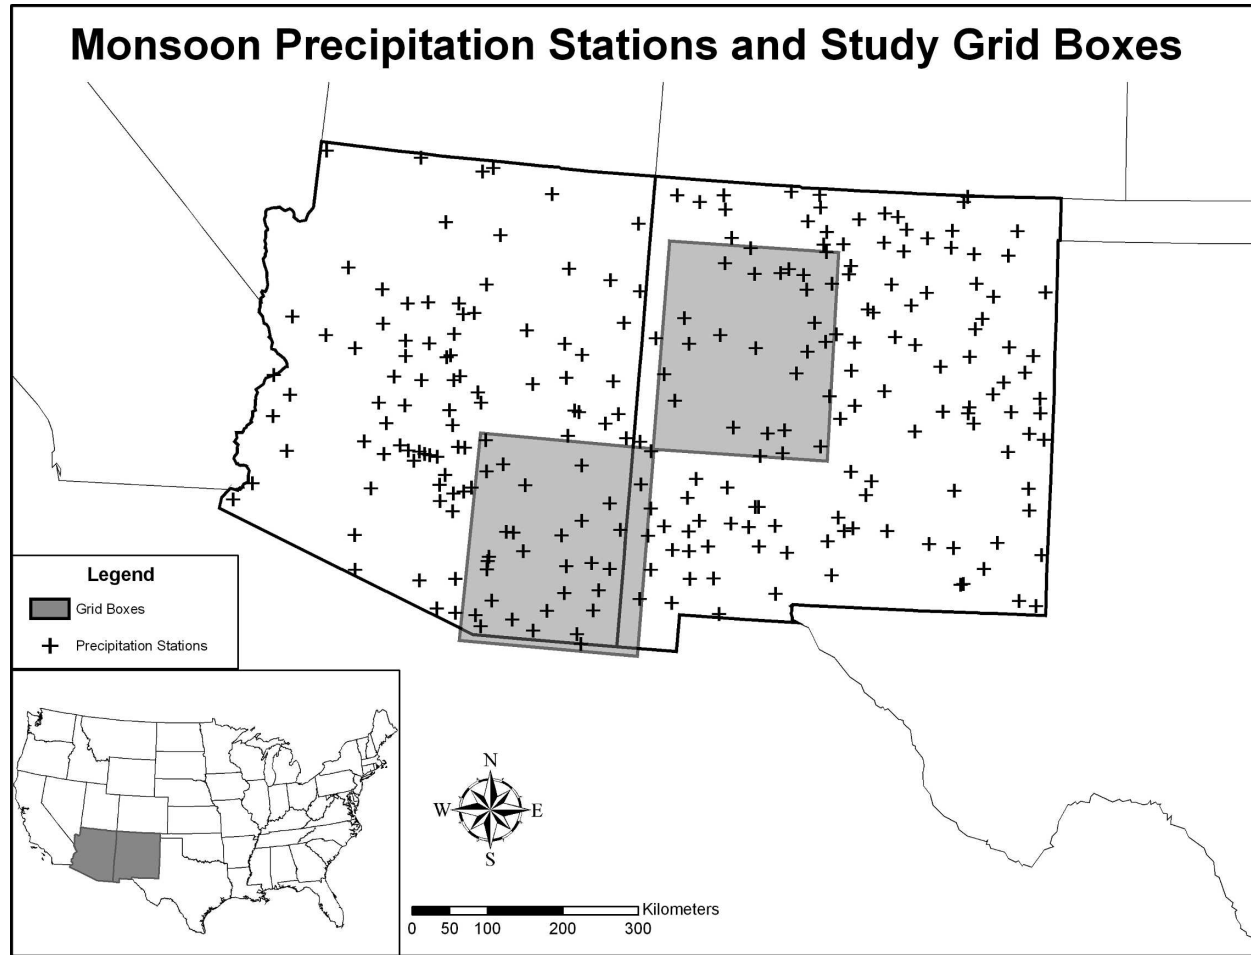 Monsoon Precipitation Stations and Study Grid Boxes
Legend
Grid Boxes
Precipitation Stations
N
W E
S
Kilometers
0 50 100 200 300